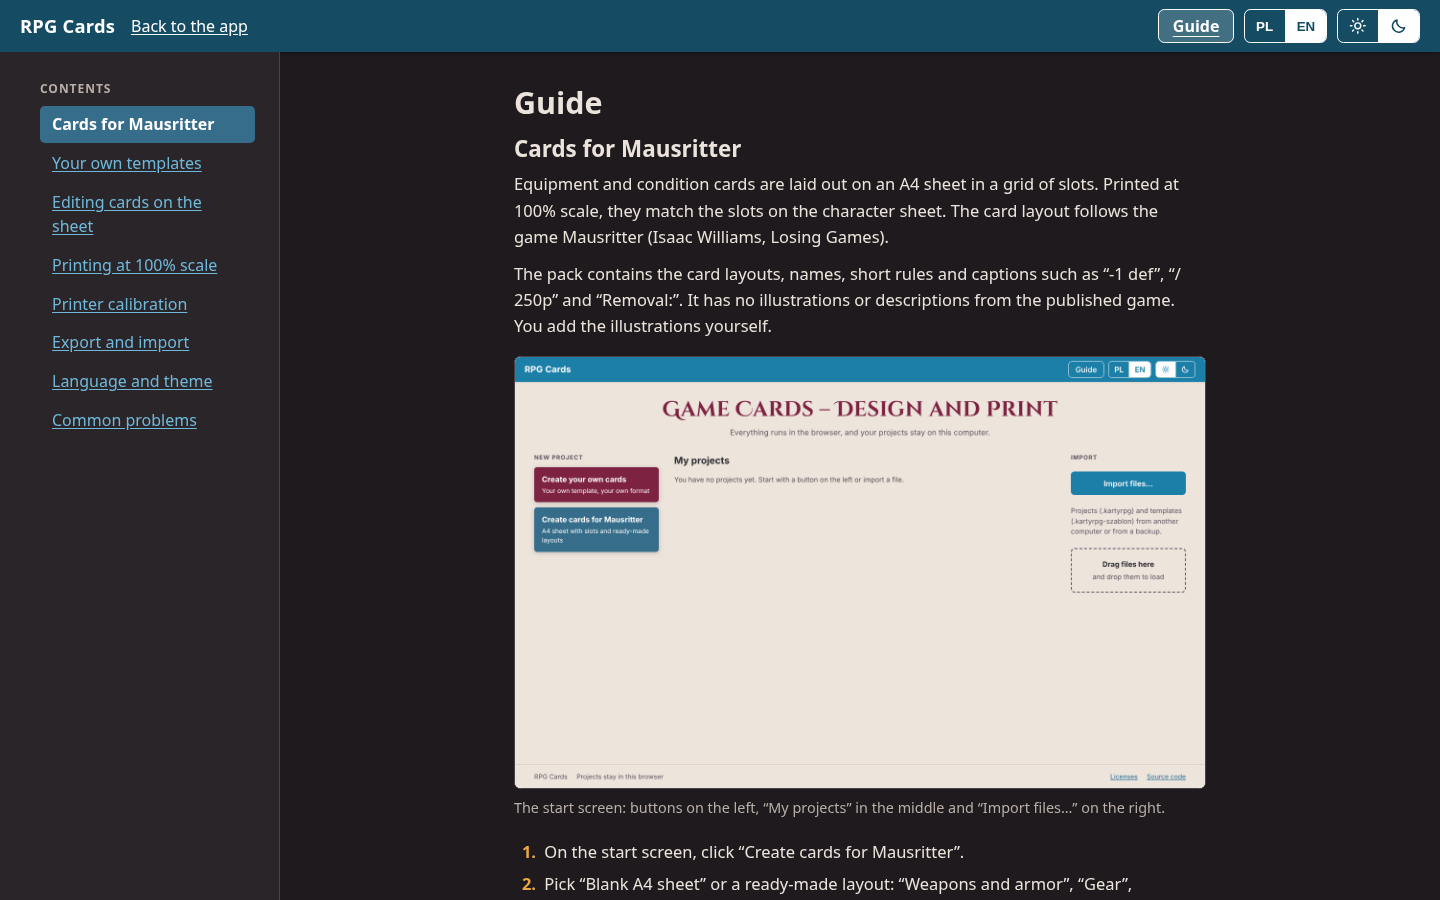 RPG Cards Back to the app Guide PL EN
CONTENTS
Cards for Mausritter
Your own templates
Editing cards on the
sheet
Printing at 100% scale
Printer calibration
Export and import
Language and theme
Common problems
Guide
Cards for Mausritter
Equipment and condition cards are laid out on an A4 sheet in a grid of slots. Printed at
100% scale, they match the slots on the character sheet. The card layout follows the
game Mausritter (Isaac Williams, Losing Games).
The pack contains the card layouts, names, short rules and captions such as “-1 def”, “/
250p” and “Removal:”. It has no illustrations or descriptions from the published game.
You add the illustrations yourself.
RPG Cards Guide PL EN
Game Cards – Design and Print
Everything runs in the browser, and your projects stay on this computer.
NEW PROJECT
Create your own cards
Your own template, your own format
Create cards for Mausritter
A4 sheet with slots and ready-made
layouts
My projects
You have no projects yet. Start with a button on the left or import a file.
IMPORT
Import files...
Projects (.kartyrpg) and templates
(.kartyrpg-szablon) from another
computer or from a backup.
Drag files here
and drop them to load
RPG Cards Projects stay in this browser Licenses Source code
The start screen: buttons on the left, “My projects” in the middle and “Import files…” on the right.
1. On the start screen, click “Create cards for Mausritter”.
2. Pick “Blank A4 sheet” or a ready-made layout: “Weapons and armor”, “Gear”,